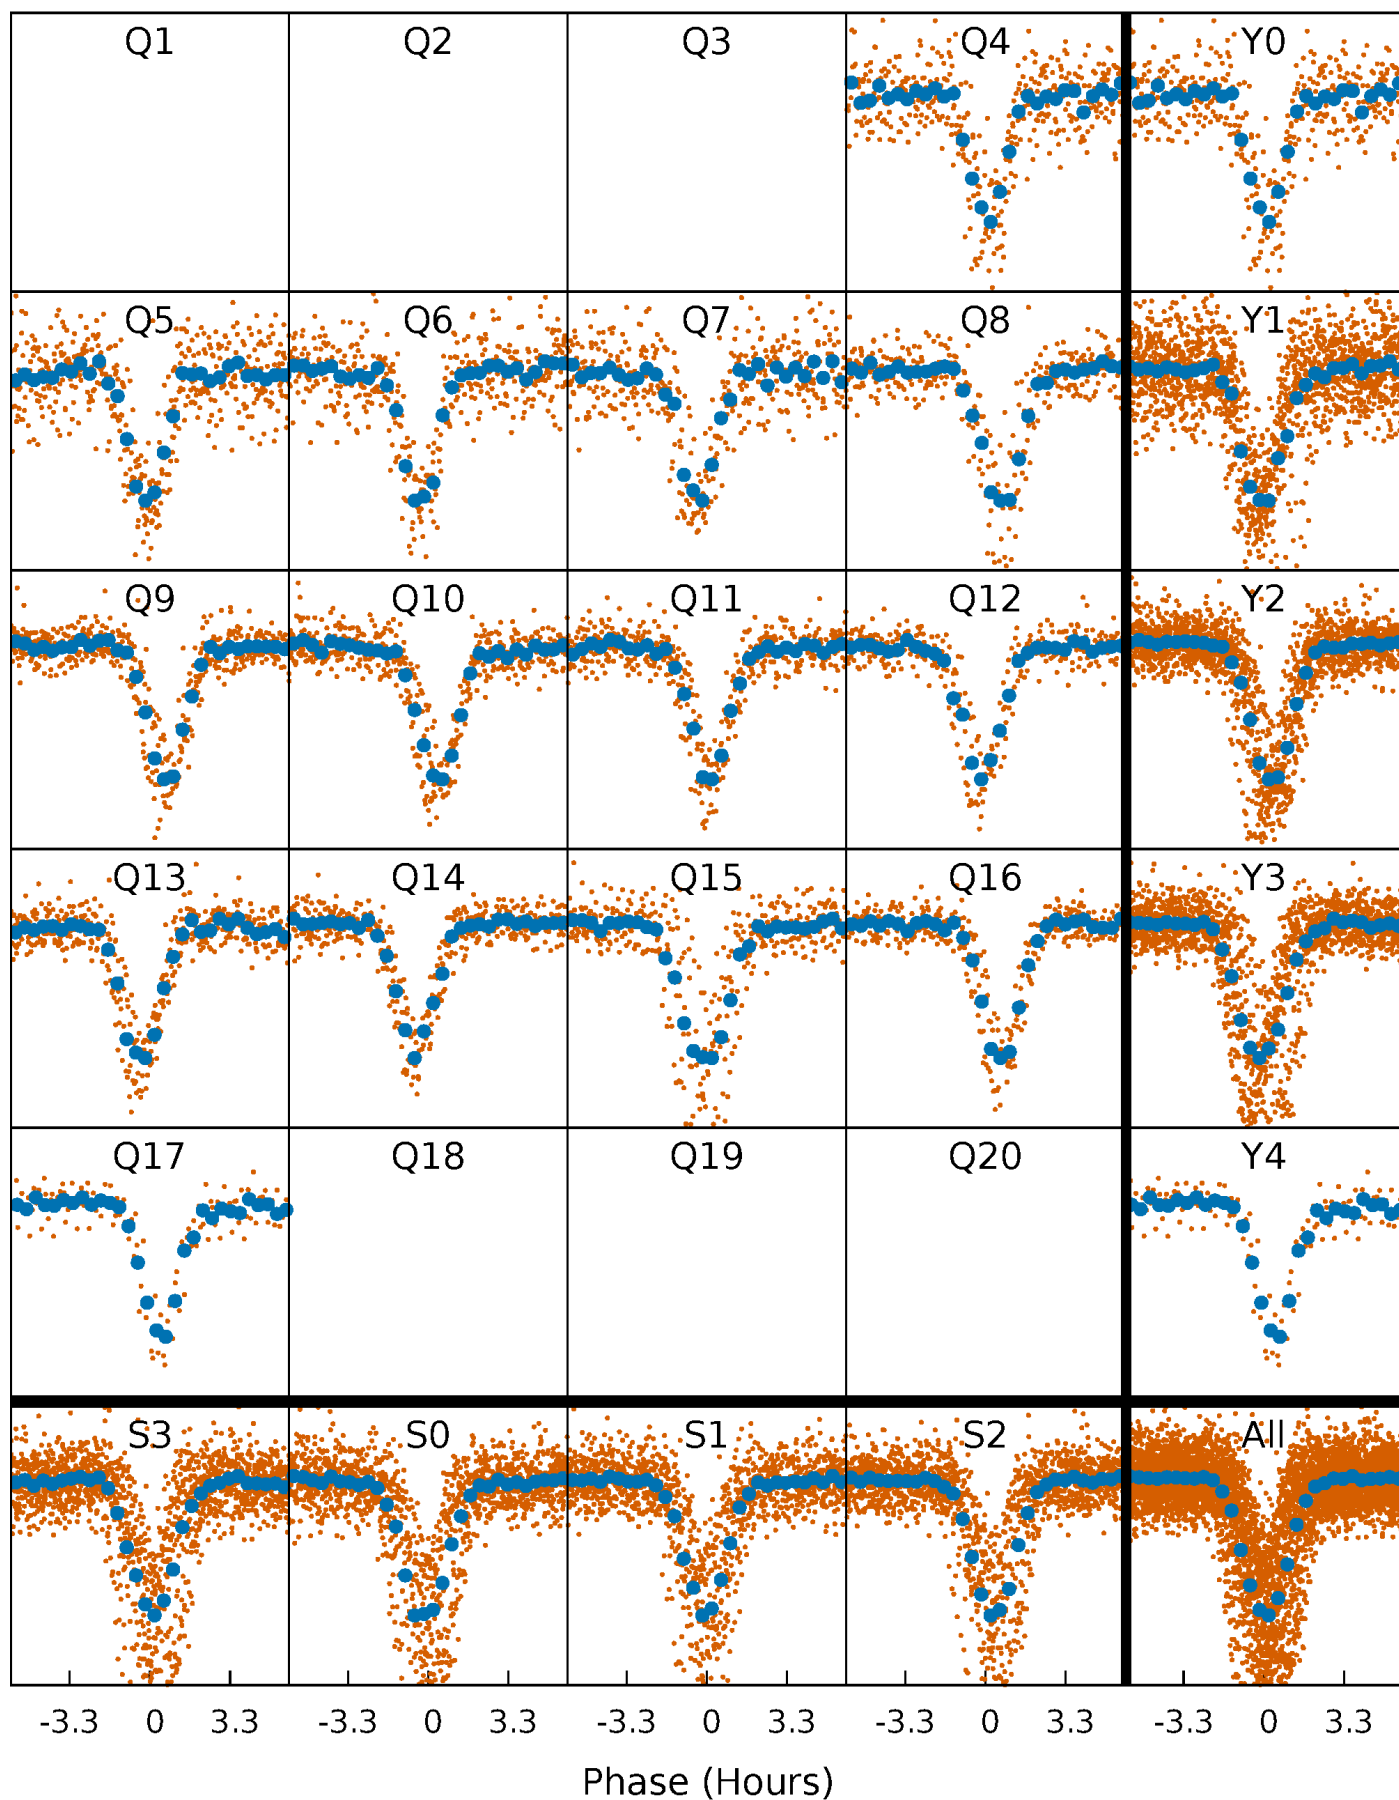 Q1 Q2 Q3 Q4 Y0
Q5 Q6 Q7 Q8 Y1
Q9 Q10 Q11 Q12 Y2
Q13 Q14 Q15 Q16 Y3
Q17 Q18 Q19 Q20 Y4
S3 S0 S1 S2 All
-3.3 0 3.3 -3.3 0 3.3 -3.3 0 3.3 -3.3 0 3.3 -3.3 0 3.3
Phase (Hours)